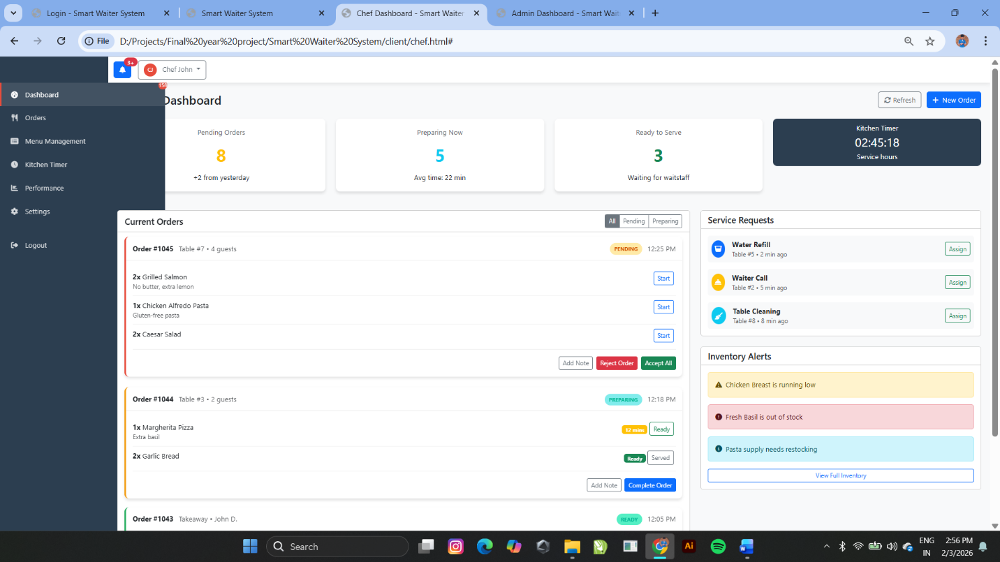 Login - Smart Waiter System
Smart Waiter System
Chef Dashboard - Smart Waiter
Admin Dashboard - Smart Wait
File
D:/Projects/Final%20year%20project/Smart%20Waiter%20System/client/chef.html#
3+
CJ
Chef John
Dashboard
Orders
Menu Management
Kitchen Timer
Performance
Settings
Logout
Dashboard
Refresh
New Order
Pending Orders
8
+2 from yesterday
Preparing Now
5
Avg time: 22 min
Ready to Serve
3
Waiting for waitstaff
Kitchen Timer
02:45:18
Service hours
Current Orders
All Pending Preparing
Order #1045 Table #7 • 4 guests PENDING 12:25 PM
2x Grilled Salmon Start
No butter, extra lemon
1x Chicken Alfredo Pasta Start
Gluten-free pasta
2x Caesar Salad Start
Add Note Reject Order Accept All
Order #1044 Table #3 • 2 guests PREPARING 12:18 PM
1x Margherita Pizza 12 mins Ready
Extra basil
2x Garlic Bread Ready Served
Add Note Complete Order
Order #1043 Takeaway • John D. READY 12:05 PM
Service Requests
Water Refill
Table #5 • 2 min ago
Assign
Waiter Call
Table #2 • 5 min ago
Assign
Table Cleaning
Table #8 • 8 min ago
Assign
Inventory Alerts
Chicken Breast is running low
Fresh Basil is out of stock
Pasta supply needs restocking
View Full Inventory
Search
Ai
W
ENG
IN
2:56 PM
2/3/2026